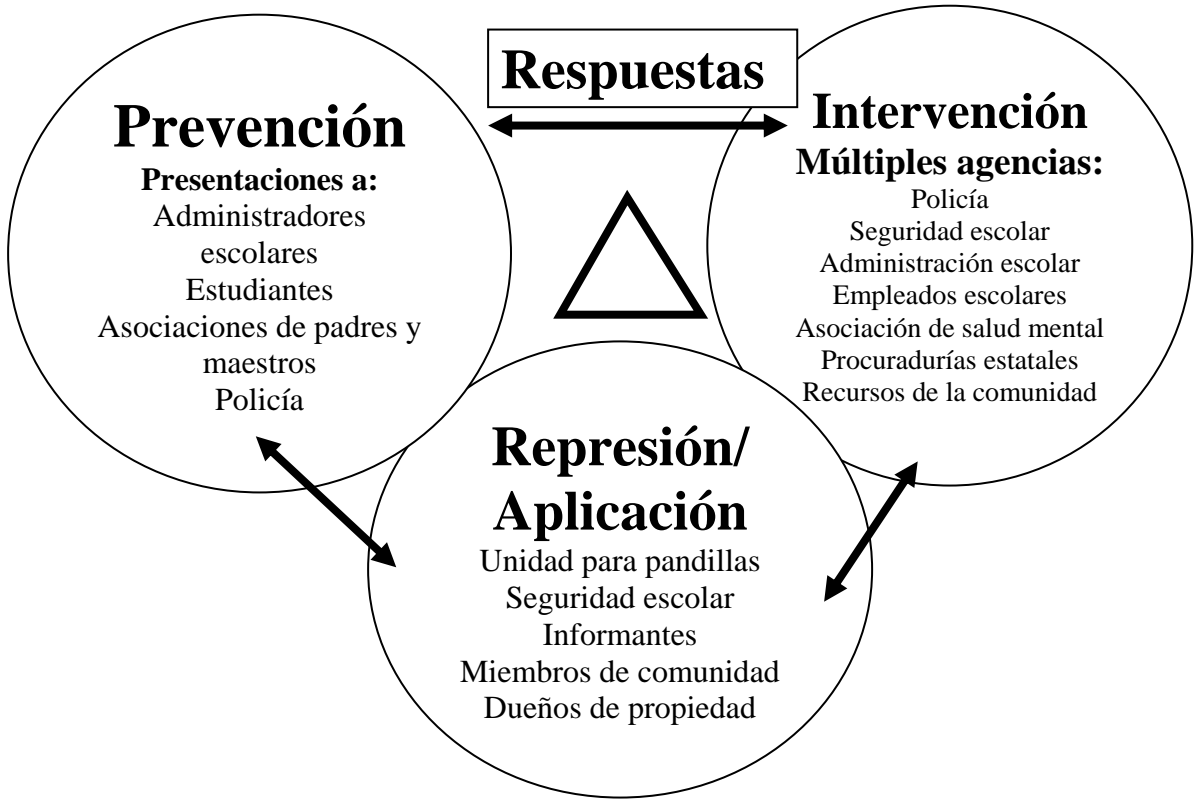 Respuestas
Prevención
Presentaciones a:
Administradores
escolares
Estudiantes
Asociaciones de padres y
maestros
Policía
Intervención
Múltiples agencias:
Policía
Seguridad escolar
Administración escolar
Empleados escolares
Asociación de salud mental
Procuradurías estatales
Recursos de la comunidad
Represión/
Aplicación
Unidad para pandillas
Seguridad escolar
Informantes
Miembros de comunidad
Dueños de propiedad